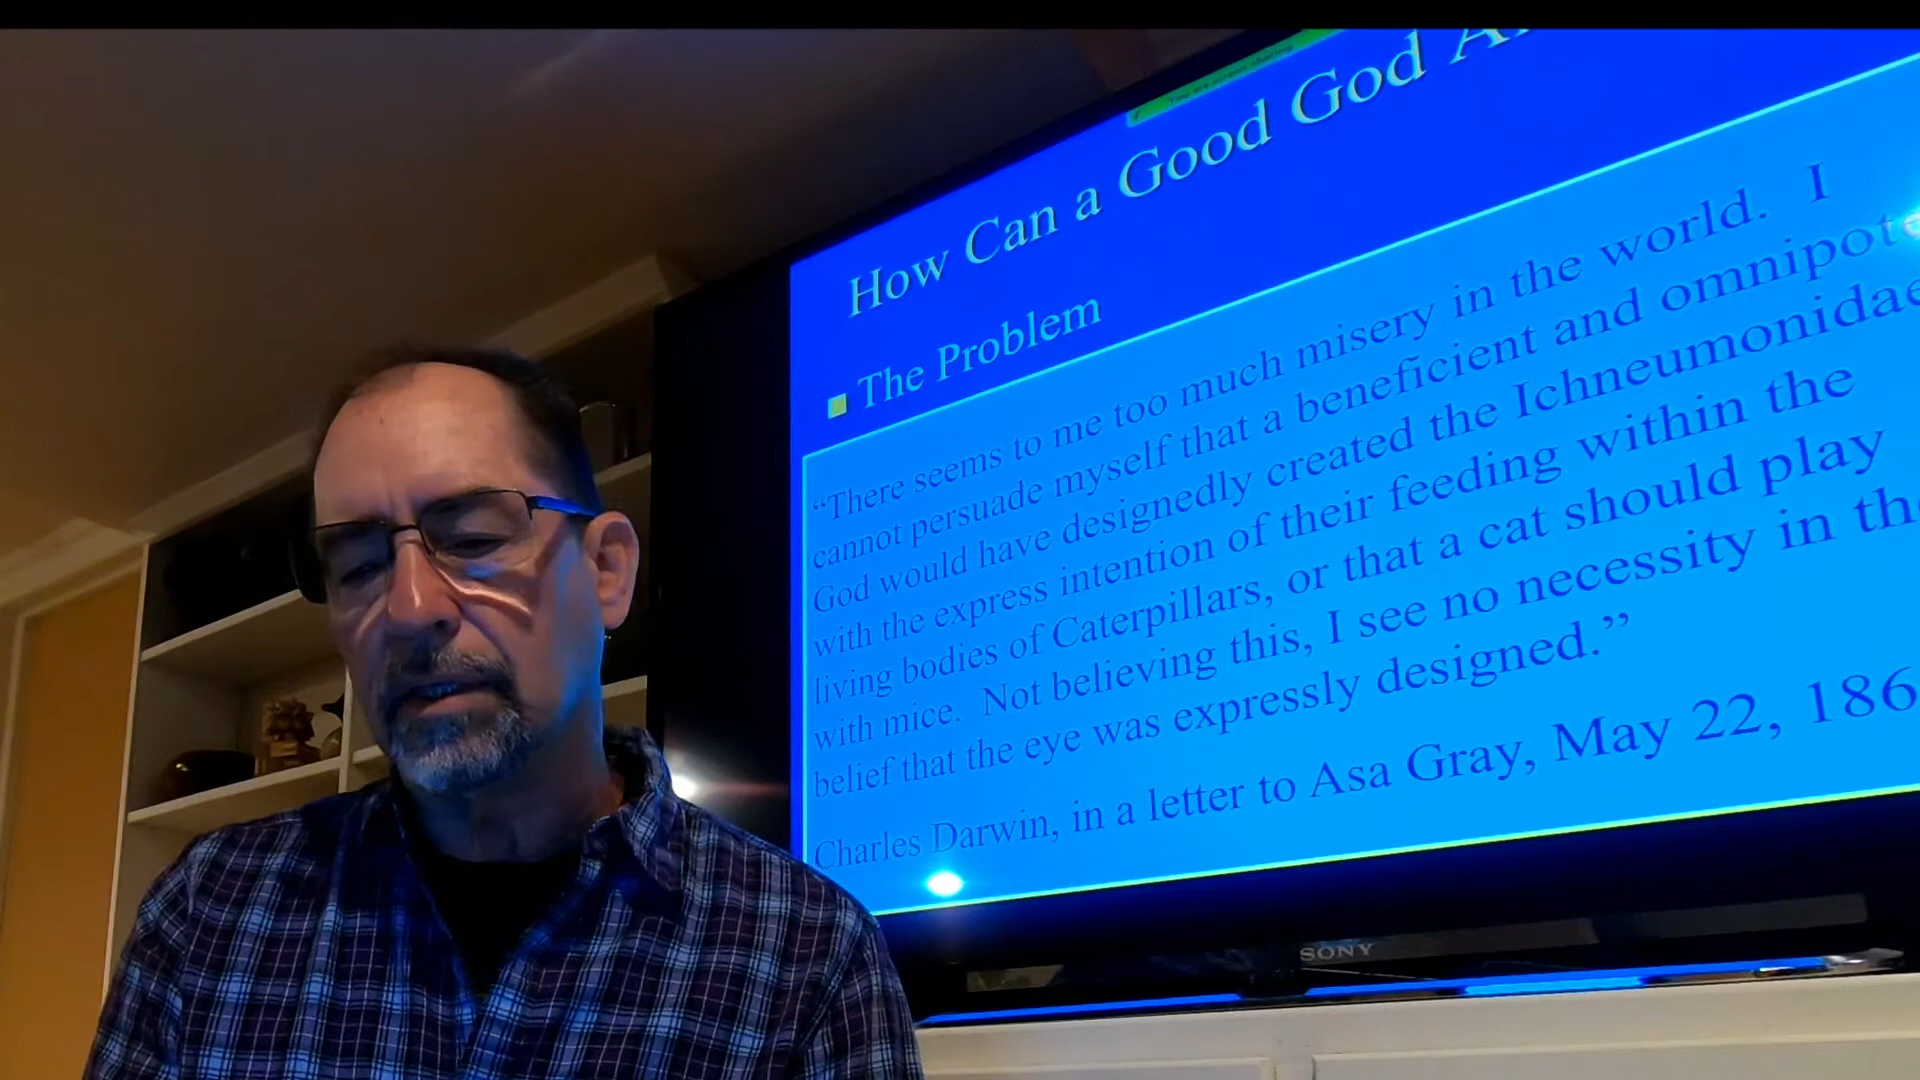 You are screen sharing
How Can a Good God
The Problem
“There seems to me too much misery in the world. I
cannot persuade myself that a beneficient and omnipote
God would have designedly created the Ichneumonidae
with the express intention of their feeding within the
living bodies of Caterpillars, or that a cat should play
with mice. Not believing this, I see no necessity in the
belief that the eye was expressly designed.”
Charles Darwin, in a letter to Asa Gray, May 22, 186
SONY